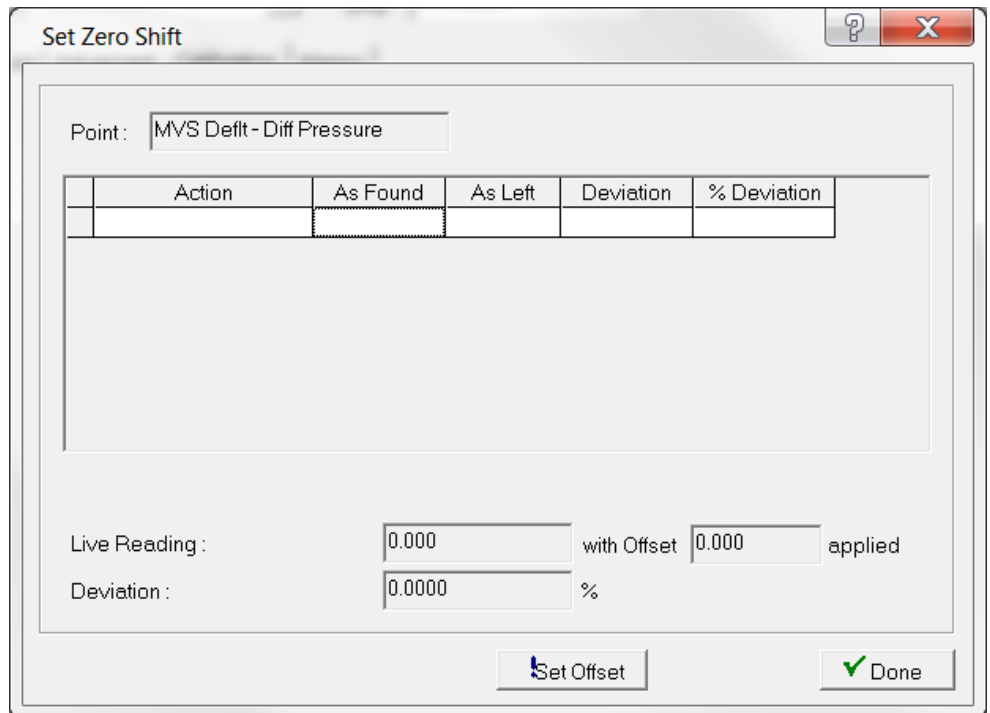 Set Zero Shift
Point : MVS Deflt - Diff Pressure
Action As Found As Left Deviation % Deviation
Live Reading : 0.000 with Offset 0.000 applied
Deviation : 0.0000 %
Set Offset Done